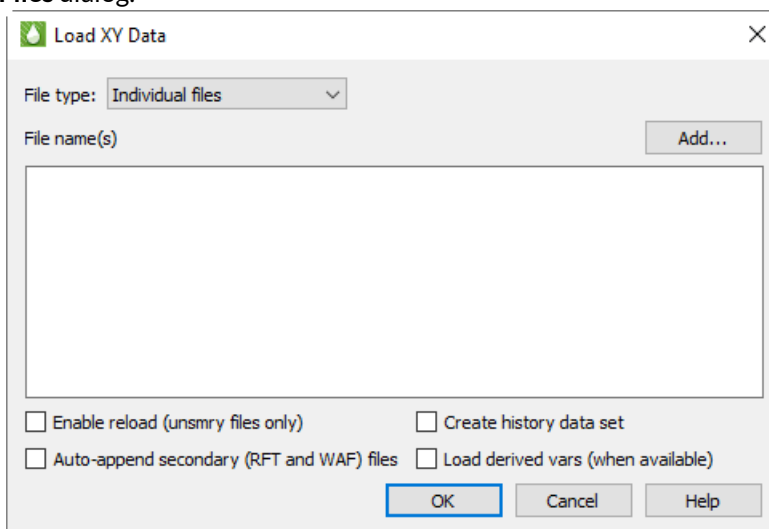 Files dialog.
Load XY Data
File type: Individual files
File name(s) Add...
Enable reload (unsmry files only) Create history data set
Auto-append secondary (RFT and WAF) files Load derived vars (when available)
OK Cancel Help